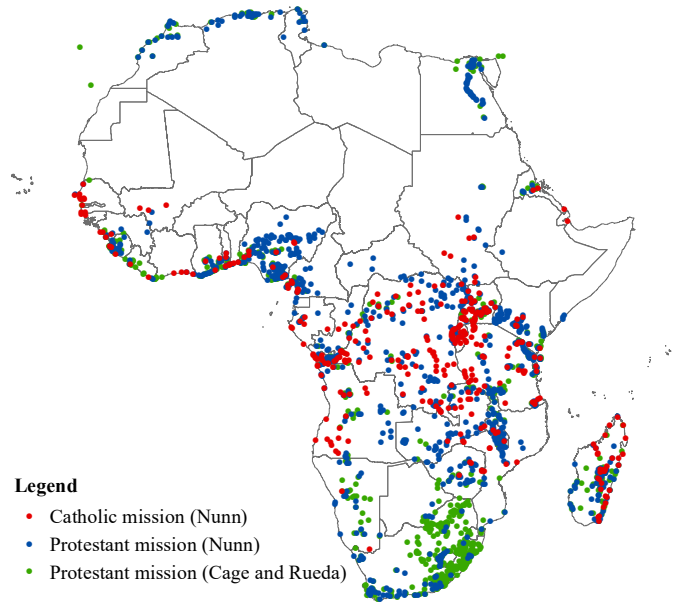 Legend
Catholic mission (Nunn)
Protestant mission (Nunn)
Protestant mission (Cage and Rueda)